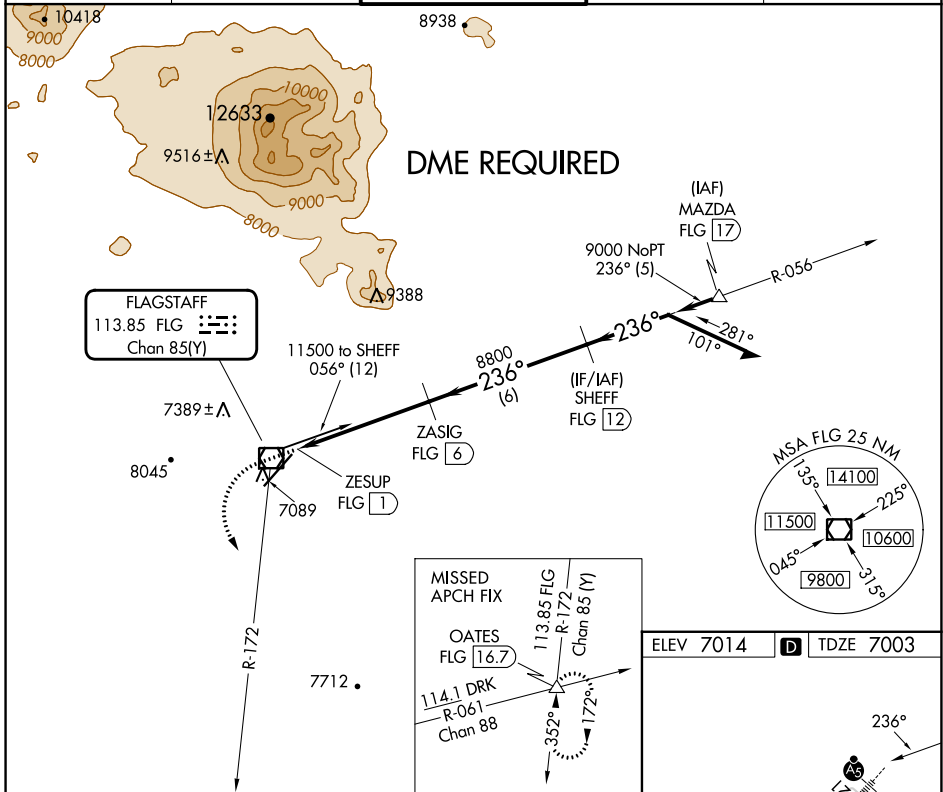 10418
9000
8000
8938
10000
12633
9516±
9000
8000
DME REQUIRED
(IAF)
MAZDA
FLG 17
9000 NoPT
236° (5)
R-056
9388
FLAGSTAFF
113.85 FLG
Chan 85(Y)
11500 to SHEFF
056° (12)
236°
281°
101°
8800
236°
(6)
(IF/IAF)
SHEFF
FLG 12
7389±
ZASIG
FLG 6
8045
ZESUP
FLG 1
7089
MSA FLG 25 NM
135°
14100
225°
11500
10600
045°
9800
315°
R-172
7712
MISSED
APCH FIX
113.85 FLG
R-172
Chan 85 (Y)
OATES
FLG 16.7
114.1 DRK
R-061
Chan 88
352°
172°
ELEV 7014 D TDZE 7003
236°
A5